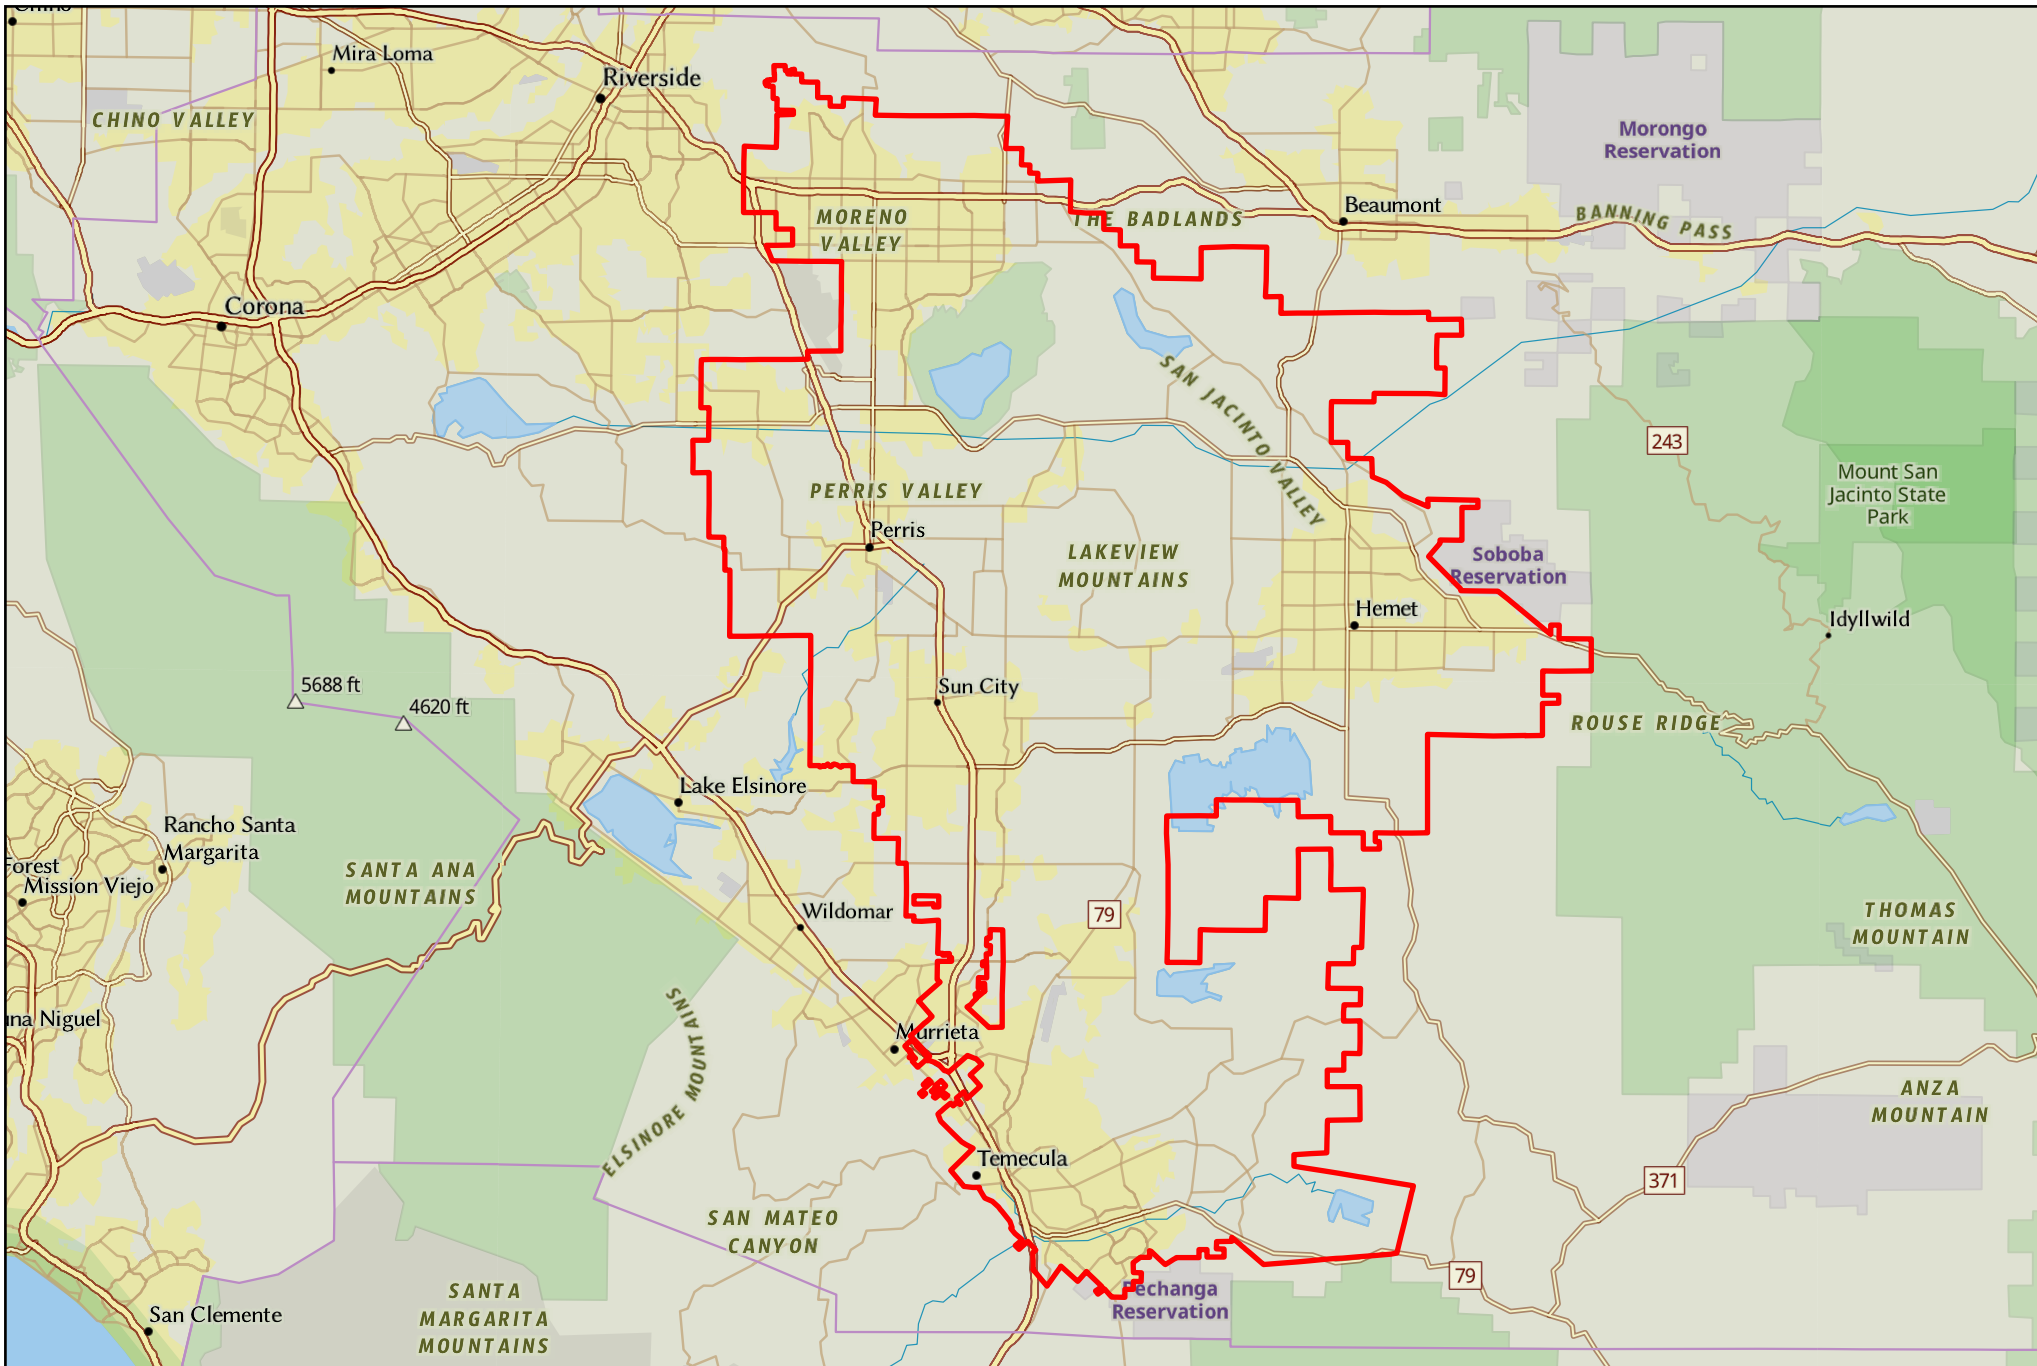 Mira Loma
Riverside
CHINO VALLEY
Morongo
Reservation
Beaumont
BANNING PASS
MORENO
VALLEY
THE BADLANDS
Corona
SAN JACINTO VALLEY
243
Mount San
Jacinto State
Park
PERRIS VALLEY
Perris
LAKEVIEW
MOUNTAINS
Soboba
Reservation
Hemet
Idyllwild
5688 ft
4620 ft
Sun City
ROUSE RIDGE
Lake Elsinore
Rancho Santa
Margarita
Forest
Mission Viejo
SANTA ANA
MOUNTAINS
Wildomar
79
THOMAS
MOUNTAIN
una Niguel
ELSINORE MOUNTAINS
Murrieta
ANZA
MOUNTAIN
Temecula
371
SAN MATEO
CANYON
79
Pechanga
Reservation
SANTA
MARGARITA
MOUNTAINS
San Clemente